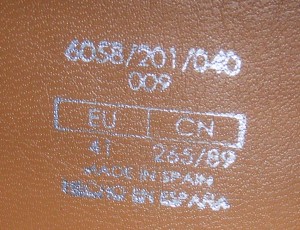 6058/201/040
009
EU CN
41 265/89
MADE IN SPAIN
HECHO EN ESPAÑA